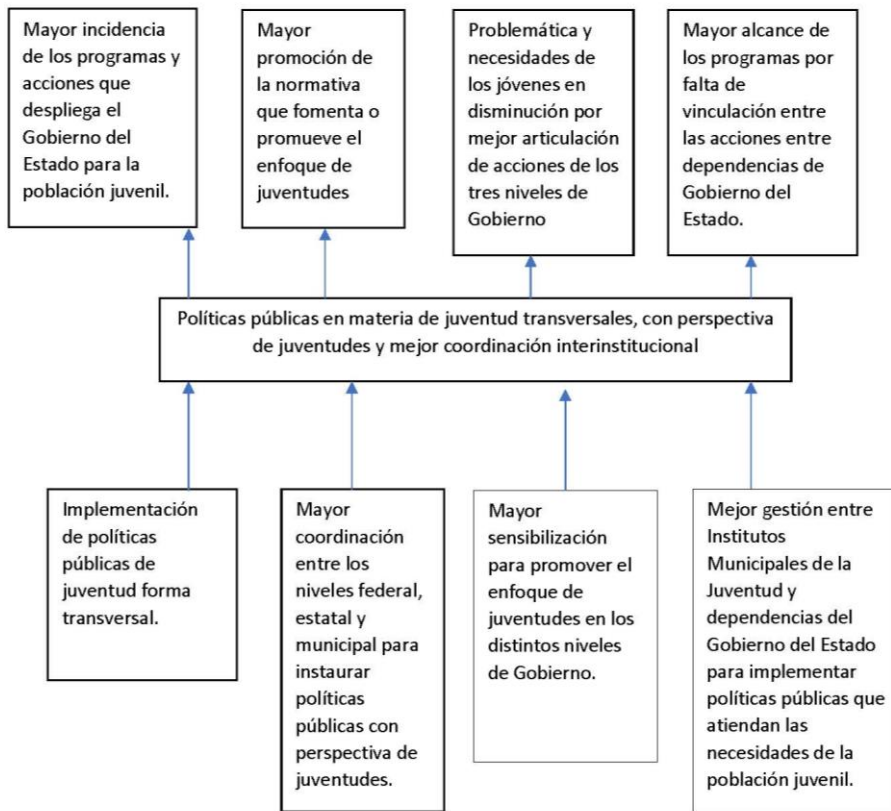 Mayor incidencia
de los programas y
acciones que
despliega el
Gobierno del
Estado para la
población juvenil.
Mayor
promoción de
la normativa
que fomenta o
promueve el
enfoque de
juventudes
Problemática y
necesidades de
los jóvenes en
disminución por
mejor articulación
de acciones de los
tres niveles de
Gobierno
Mayor alcance de
los programas por
falta de
vinculación entre
las acciones entre
dependencias de
Gobierno del
Estado.
Políticas públicas en materia de juventud transversales, con perspectiva
de juventudes y mejor coordinación interinstitucional
Implementación
de políticas
públicas de
juventud forma
transversal.
Mayor
coordinación
entre los
niveles federal,
estatal y
municipal para
instaurar
políticas
públicas con
perspectiva de
juventudes.
Mayor
sensibilización
para promover el
enfoque de
juventudes en los
distintos niveles
de Gobierno.
Mejor gestión entre
Institutos
Municipales de la
Juventud y
dependencias del
Gobierno del Estado
para implementar
políticas públicas que
atiendan las
necesidades de la
población juvenil.